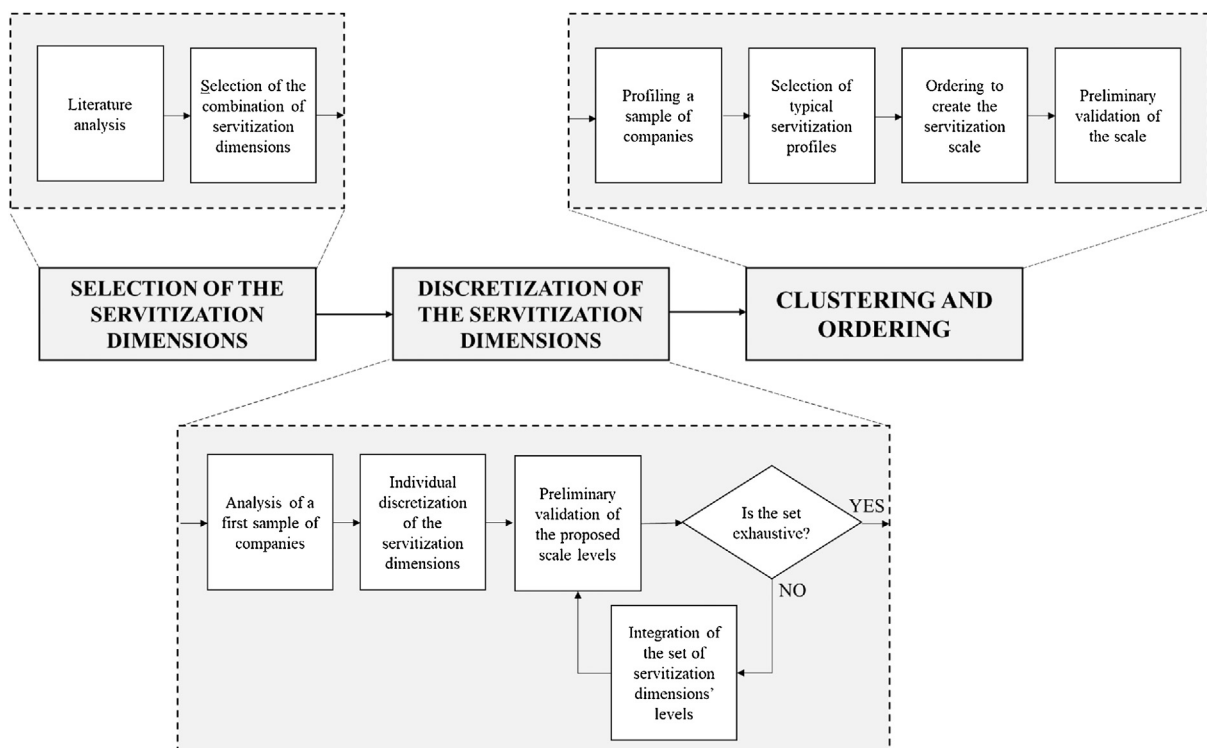 Literature
analysis
Selection of the
combination of
servitization
dimensions
Profiling a
sample of
companies
Selection of
typical
servitization
profiles
Ordering to
create the
servitization
scale
Preliminary
validation of
the scale
SELECTION OF THE
SERVITIZATION
DIMENSIONS
DISCRETIZATION OF
THE SERVITIZATION
DIMENSIONS
CLUSTERING AND
ORDERING
Analysis of a
first sample of
companies
Individual
discretization
of the
servitization
dimensions
Preliminary
validation of
the proposed
scale levels
Is the set
exhaustive?
YES
NO
Integration of
the set of
servitization
dimensions’
levels